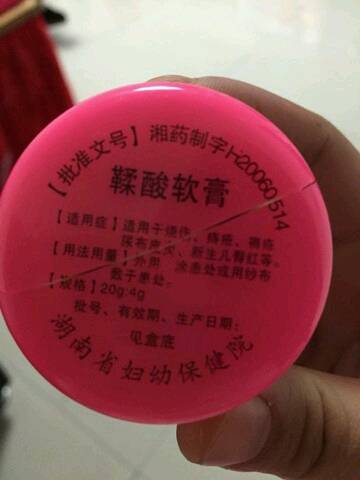 【批准文号】湘药制字H20060514
鞣酸软膏
【适用症】适用于烧伤、痔疮、褥疮
尿布皮炎、新生儿臀红等。
【用法用量】外用 涂患处或用纱布
敷于患处。
【规格】20g:4g
批号、有效期、生产日期:
见盒底
湖南省妇幼保健院